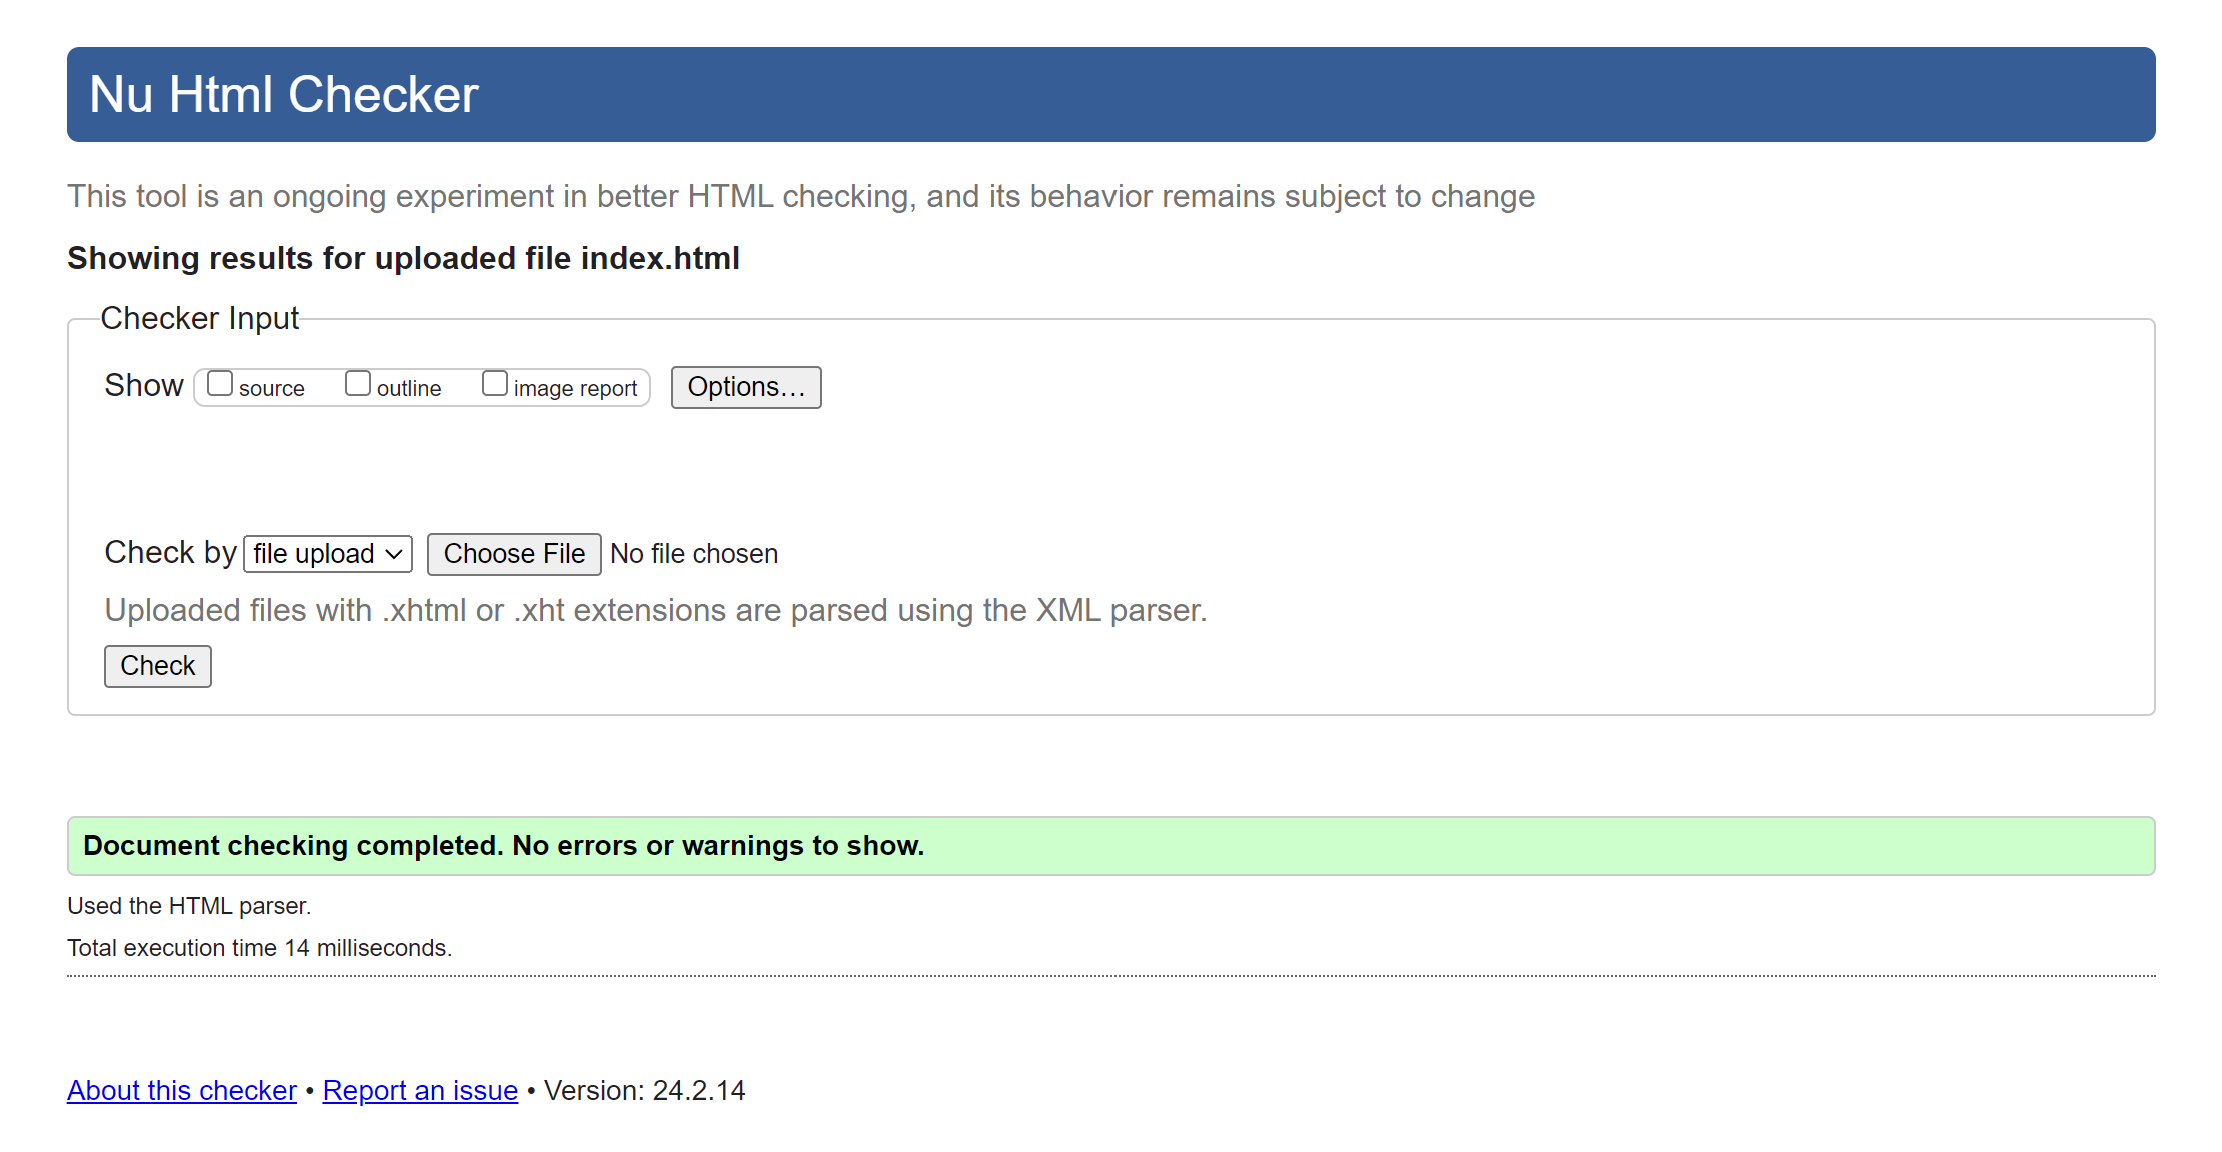 Nu Html Checker
This tool is an ongoing experiment in better HTML checking, and its behavior remains subject to change
Showing results for uploaded file index.html
Checker Input
Show source outline image report Options…
Check by file upload Choose File No file chosen
Uploaded files with .xhtml or .xht extensions are parsed using the XML parser.
Check
Document checking completed. No errors or warnings to show.
Used the HTML parser.
Total execution time 14 milliseconds.
About this checker • Report an issue • Version: 24.2.14